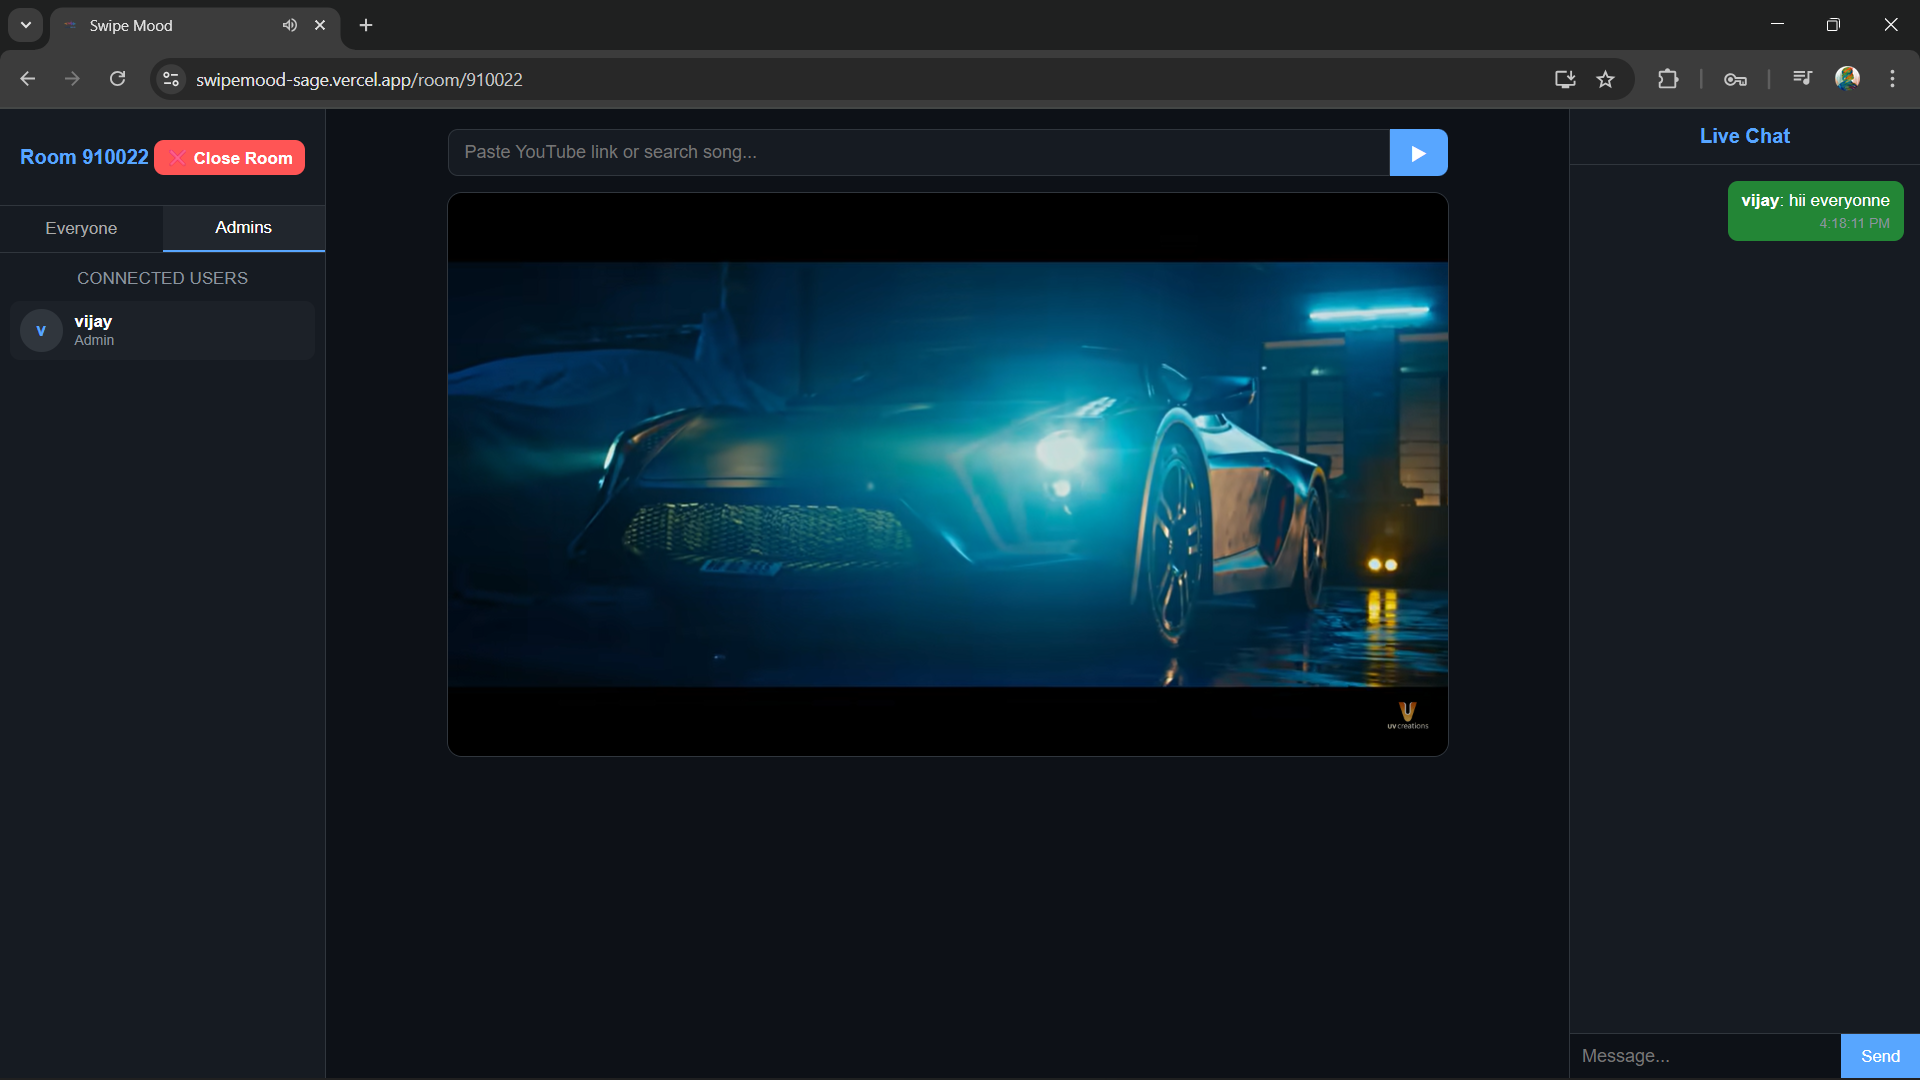 Swipe Mood
swipemood-sage.vercel.app/room/910022
Room 910022
Close Room
Everyone
Admins
CONNECTED USERS
v
vijay
Admin
Paste YouTube link or search song...
UV creations
Live Chat
vijay: hii everyonne
4:18:11 PM
Message...
Send